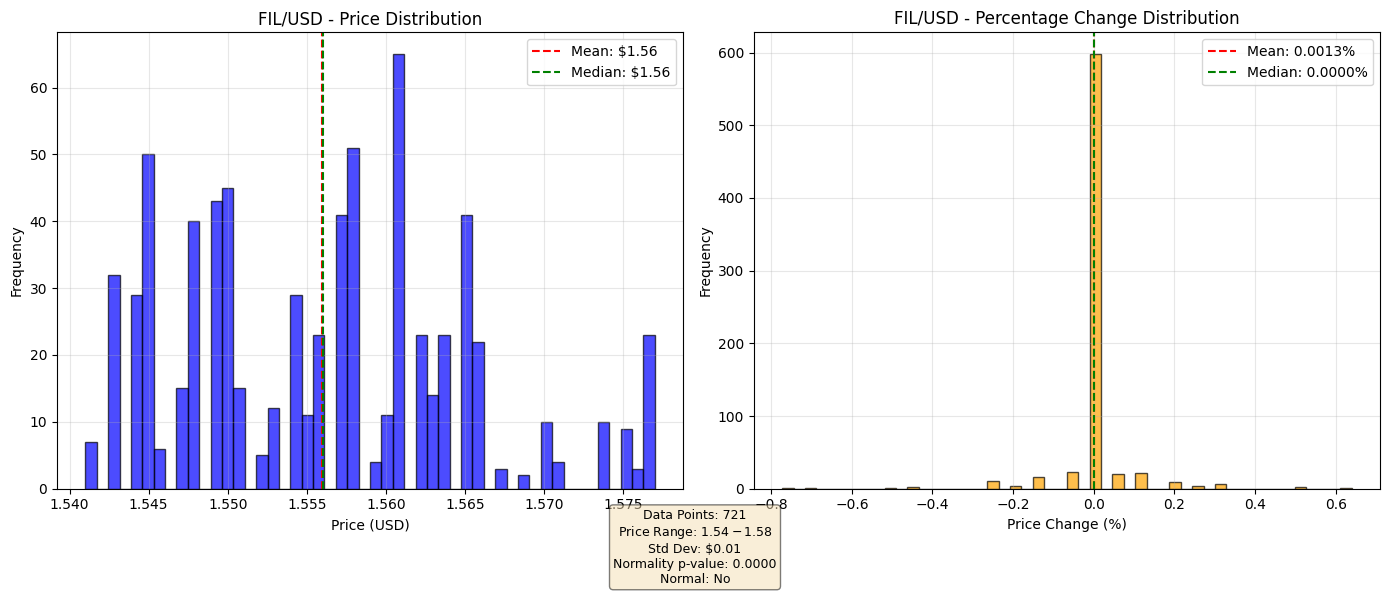 FIL/USD - Price Distribution
Mean: $1.56
Median: $1.56
Frequency
60
50
40
30
20
10
0
1.540 1.545 1.550 1.555 1.560 1.565 1.570 1.575
Price (USD)
FIL/USD - Percentage Change Distribution
Mean: 0.0013%
Median: 0.0000%
Frequency
600
500
400
300
200
100
0
−0.8 −0.6 −0.4 −0.2 0.0 0.2 0.4 0.6
Price Change (%)
Data Points: 721
Price Range: 1.54 − 1.58
Std Dev: $0.01
Normality p-value: 0.0000
Normal: No